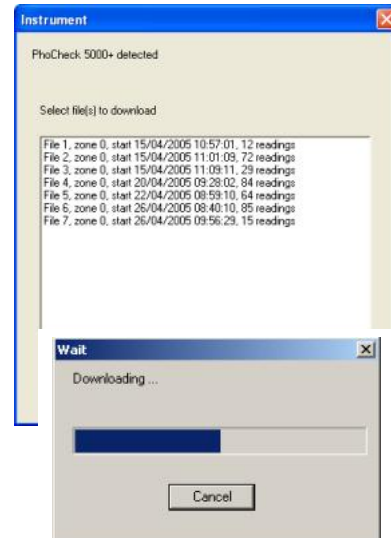 Instrument
PhoCheck 5000+ detected
Select file(s) to download
File 1, zone 0, start 15/04/2005 10:57:01, 12 readings
File 2, zone 0, start 15/04/2005 11:01:09, 72 readings
File 3, zone 0, start 15/04/2005 11:09:11, 29 readings
File 4, zone 0, start 20/04/2005 09:28:02, 84 readings
File 5, zone 0, start 22/04/2005 08:59:10, 64 readings
File 6, zone 0, start 26/04/2005 08:40:10, 85 readings
File 7, zone 0, start 26/04/2005 09:56:29, 15 readings
Wait
Downloading ...
Cancel